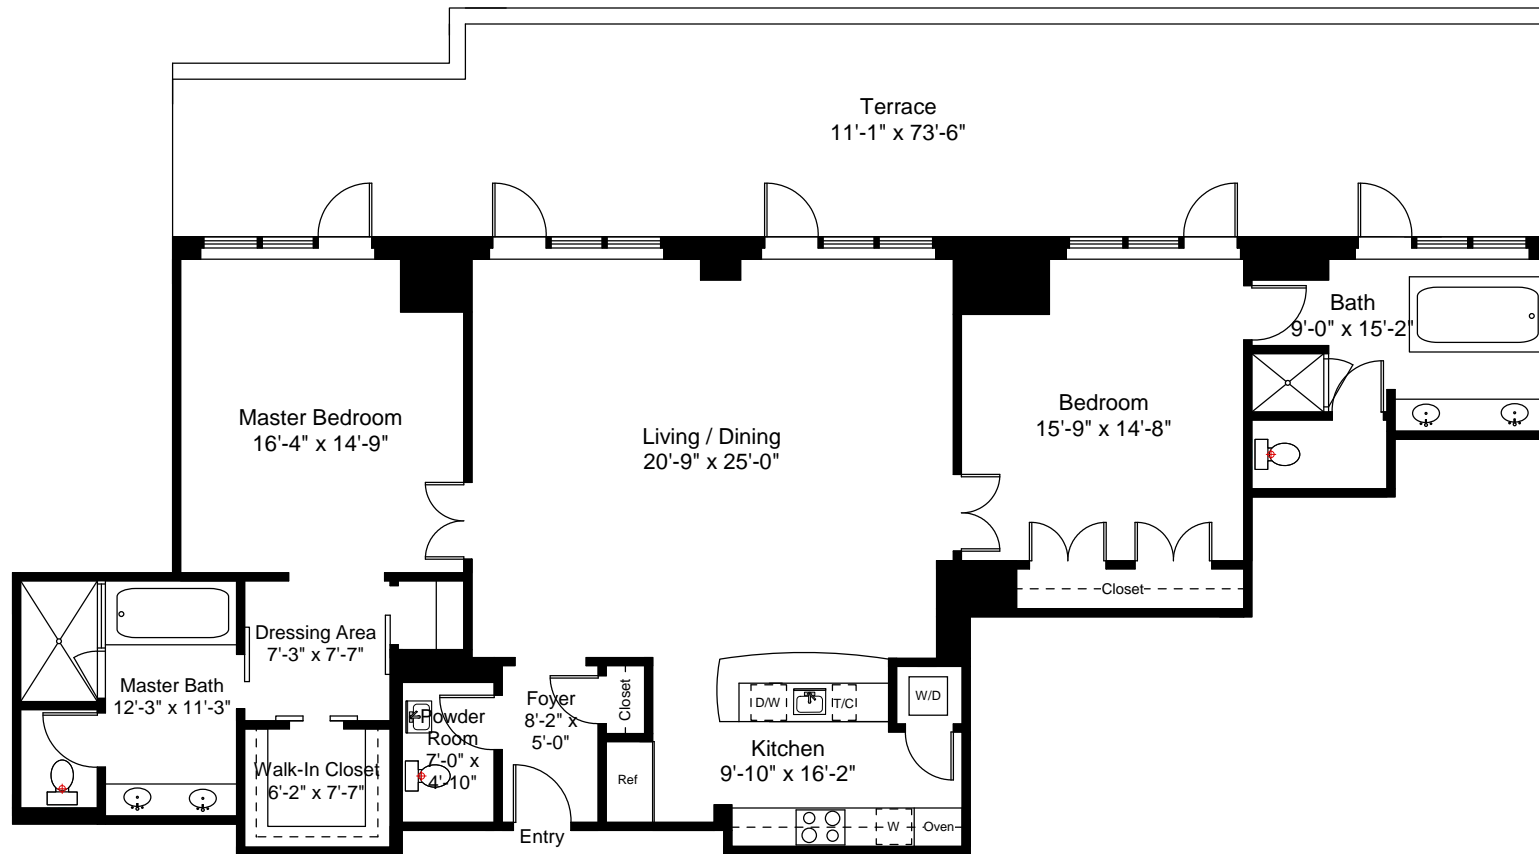 Terrace
11'-1" x 73'-6"
Bath
9'-0" x 15'-2"
Master Bedroom
16'-4" x 14'-9"
Living / Dining
20'-9" x 25'-0"
Bedroom
15'-9" x 14'-8"
Closet
Dressing Area
7'-3" x 7'-7"
Master Bath
12'-3" x 11'-3"
Walk-In Closet
6'-2" x 7'-7"
Powder
Room
7'-0" x
4'-10"
Foyer
8'-2" x
5'-0"
Closet
Ref
Entry
D/W
T/C
W/D
Kitchen
9'-10" x 16'-2"
W
Oven